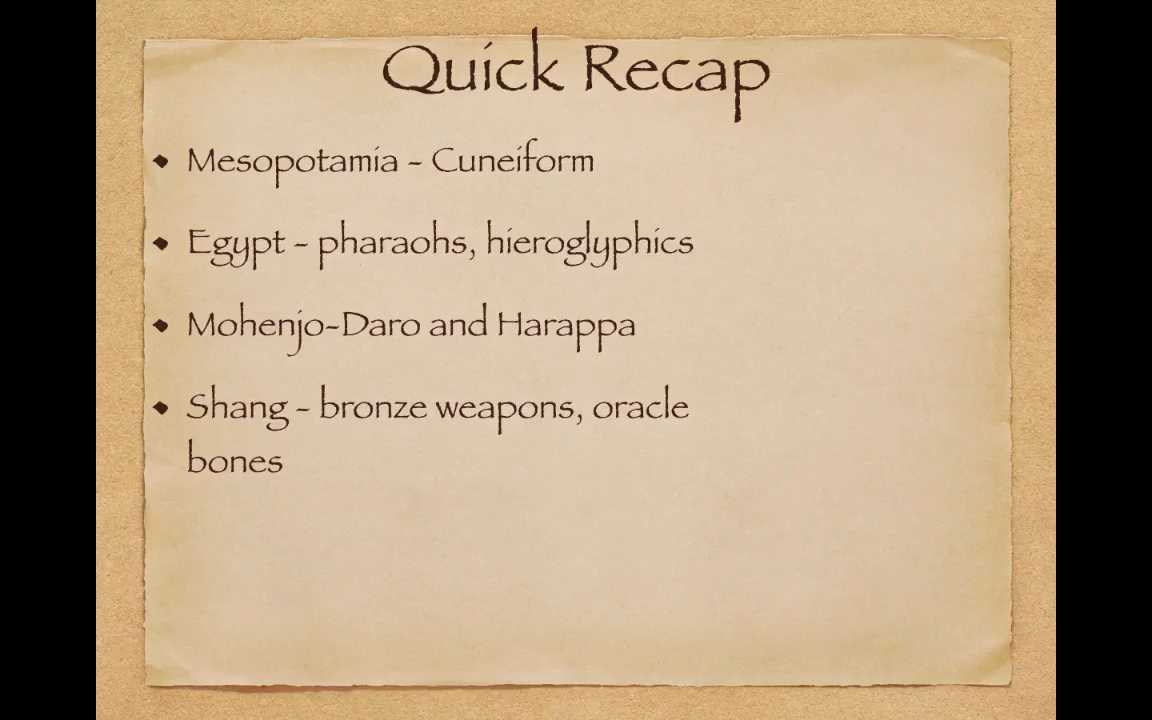 Quick Recap
• Mesopotamia - Cuneiform
• Egypt - pharaohs, hieroglyphics
• Mohenjo-Daro and Harappa
• Shang - bronze weapons, oracle
bones